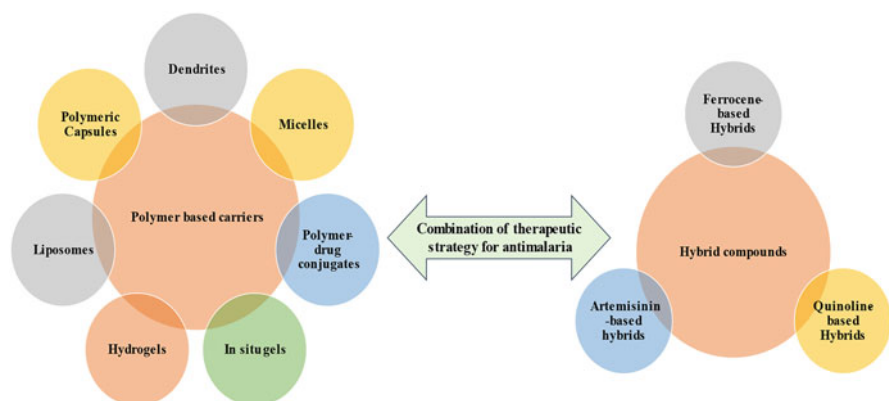 Dendrites
Polymeric
Capsules
Micelles
Polymer based carriers
Liposomes
Polymer-
drug
conjugates
Hydrogels
In situ gels
Combination of therapeutic
strategy for antimalaria
Ferrocene-
based
Hybrids
Hybrid compounds
Artemisinin
-based
hybrids
Quinoline
based
Hybrids